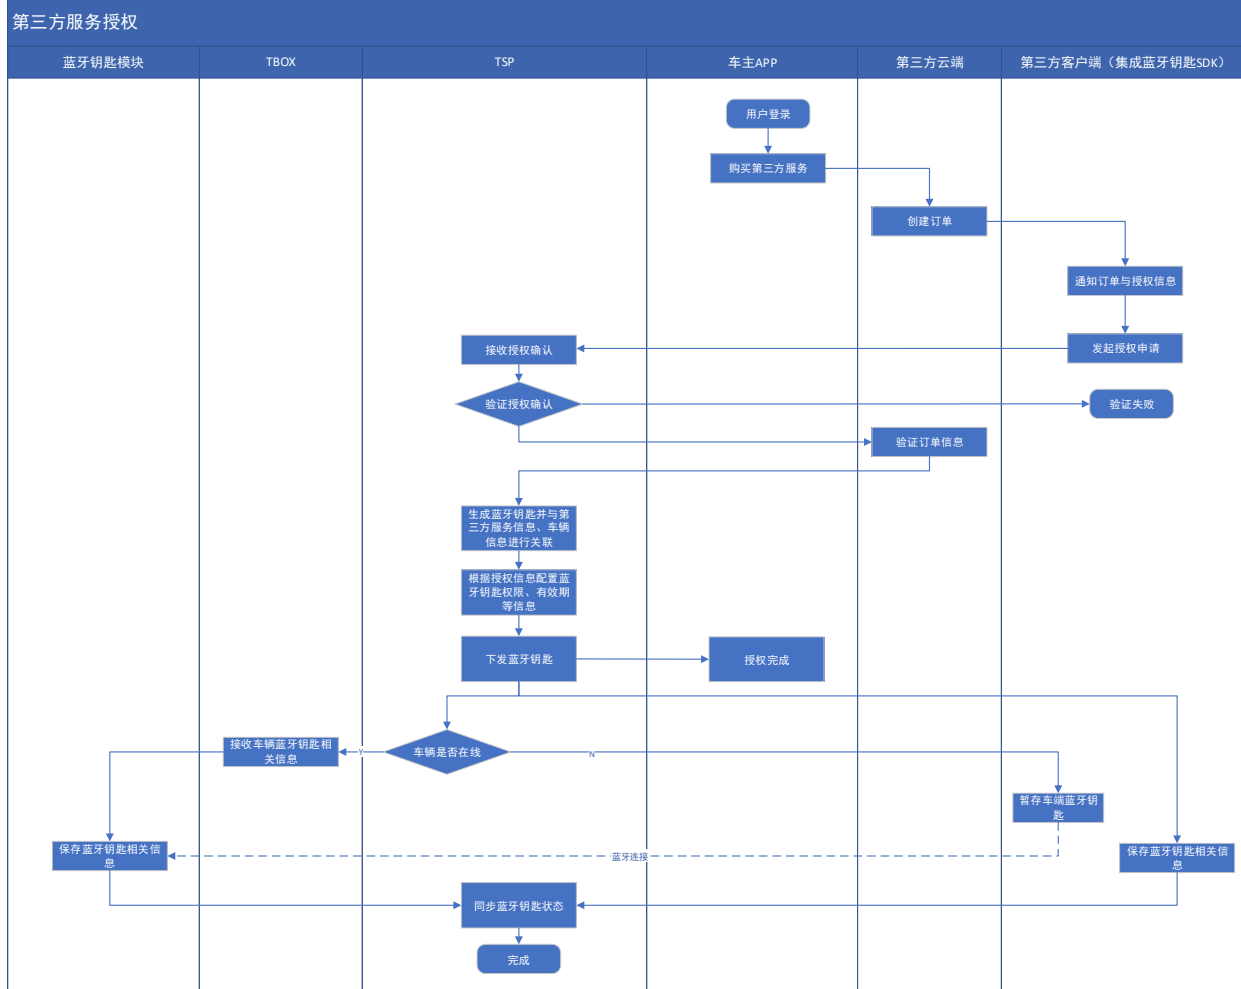 第三方服务授权
蓝牙钥匙模块
TBOX
TSP
车主APP
第三方云端
第三方客户端（集成蓝牙钥匙SDK）
用户登录
购买第三方服务
创建订单
通知订单与授权信息
接收授权确认
发起授权申请
验证授权确认
验证失败
验证订单信息
生成蓝牙钥匙并与第
三方服务信息、车辆
信息进行关联
根据授权信息配置蓝
牙钥匙权限、有效期
等信息
下发蓝牙钥匙
授权完成
接收车辆蓝牙钥匙相
关信息
Y
车辆是否在线
N
暂存车端蓝牙钥
匙
保存蓝牙钥匙相关信
息
蓝牙连接
保存蓝牙钥匙相关信
息
同步蓝牙钥匙状态
完成